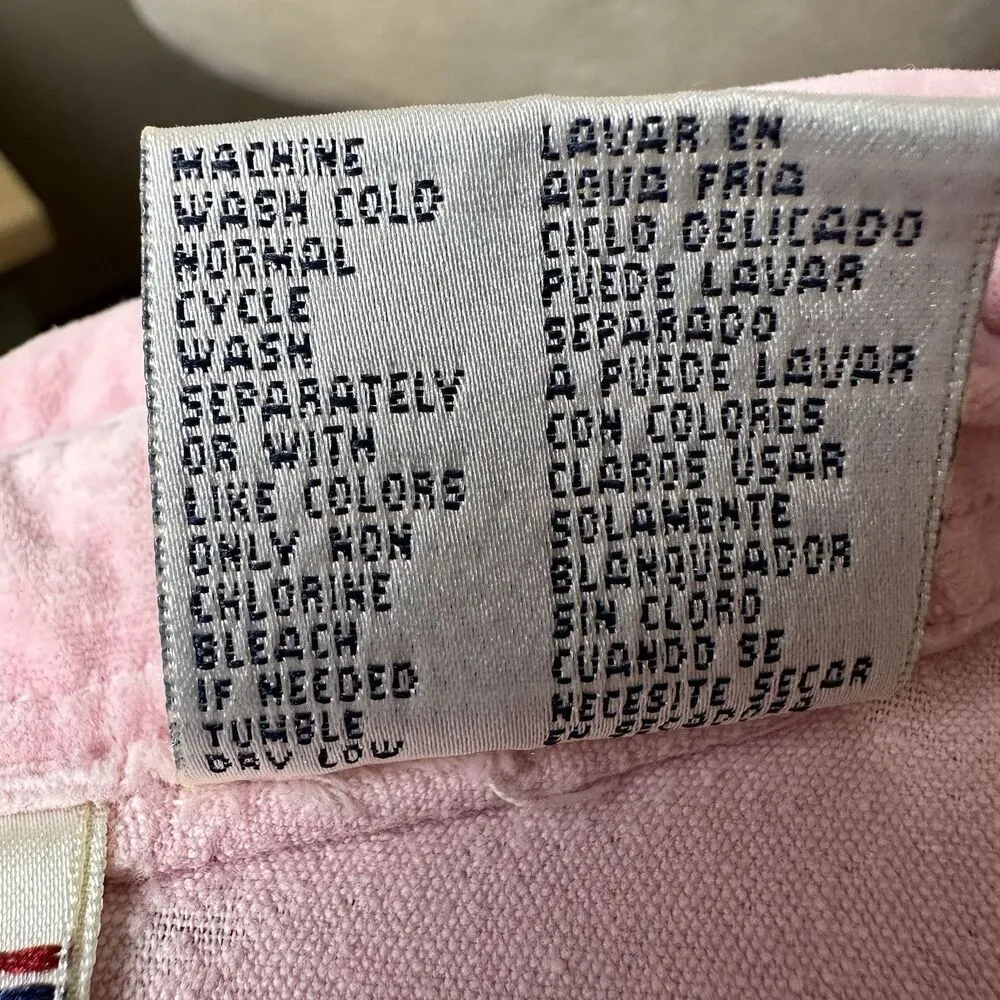 MACHINE
WASH COLD
NORMAL
CYCLE
WASH
SEPARATELY
OR WITH
LIKE COLORS
ONLY NON
CHLORINE
BLEACH
IF NEEDED
TUMBLE
DRY LOW
LAVAR EN
AGUA FRIA
CICLO DELICADO
PUEDE LAVAR
SEPARADO
A PUEDE LAVAR
CON COLORES
CLAROS USAR
SOLAMENTE
BLANQUEADOR
SIN CLORO
CUANDO SE
NECESITE SECAR
EN SECADORA